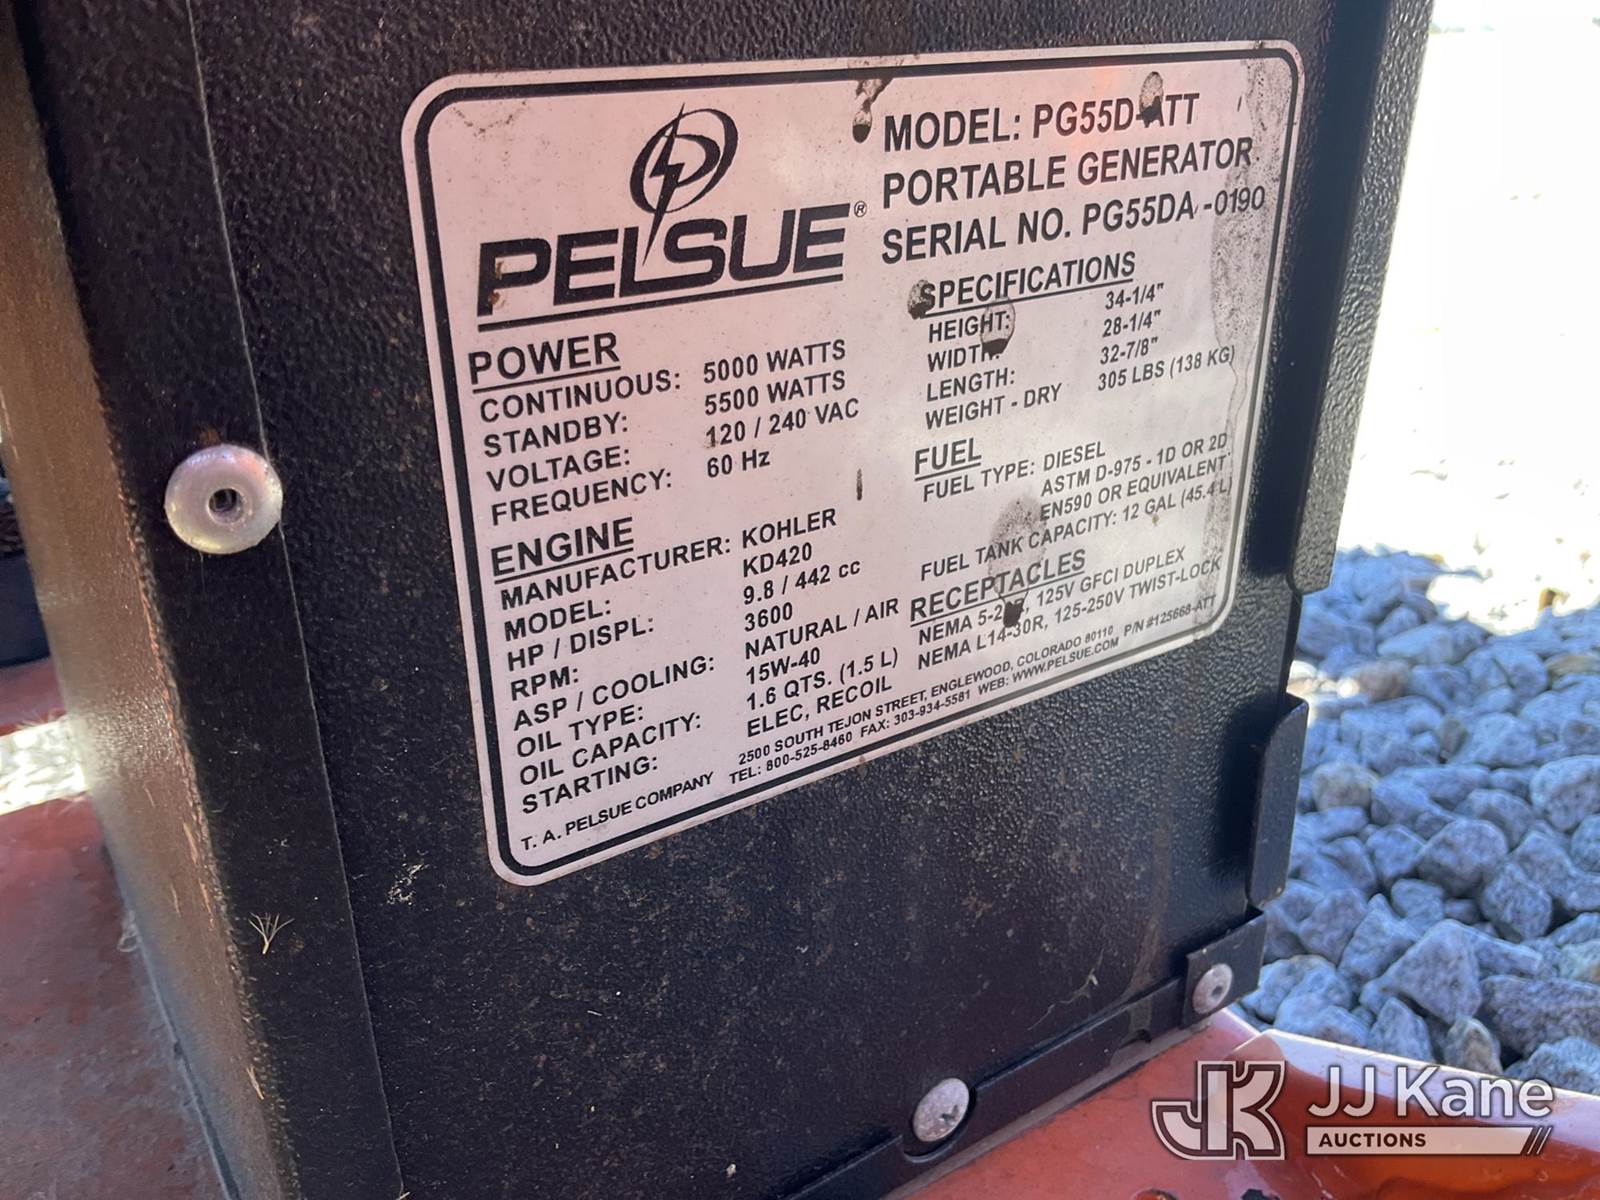 PELSUE®
MODEL: PG55D-ATT
PORTABLE GENERATOR
SERIAL NO. PG55DA -0190
POWER
CONTINUOUS: 5000 WATTS
STANDBY: 5500 WATTS
VOLTAGE: 120 / 240 VAC
FREQUENCY: 60 Hz
ENGINE
MANUFACTURER: KOHLER
MODEL: KD420
HP / DISPL: 9.8 / 442 cc
RPM: 3600
ASP / COOLING: NATURAL / AIR
OIL TYPE: 15W-40
OIL CAPACITY: 1.6 QTS. (1.5 L)
STARTING: ELEC, RECOIL
SPECIFICATIONS
HEIGHT: 34-1/4"
WIDTH: 28-1/4"
LENGTH: 32-7/8"
WEIGHT - DRY 305 LBS (138 KG)
FUEL
FUEL TYPE: DIESEL
ASTM D-975 - 1D OR 2D
EN590 OR EQUIVALENT
FUEL TANK CAPACITY: 12 GAL (45.4 L)
RECEPTACLES
NEMA 125V GFCI DUPLEX
NEMA L14-30R, 125-250V TWIST-LOCK
T. A. PELSUE COMPANY 2500 SOUTH TEJON STREET, ENGLEWOOD, COLORADO 80110 P/N #125668-ATT
TEL: 800-525-8460 FAX: 303-934-5581 WEB: WWW.PELSUE.COM
JK JJ Kane
AUCTIONS